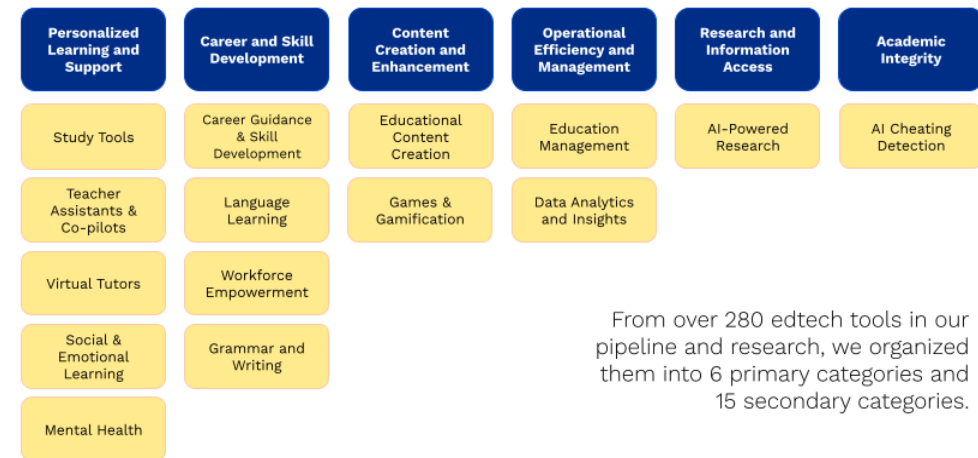 Personalized
Learning and
Support
Career and Skill
Development
Content
Creation and
Enhancement
Operational
Efficiency and
Management
Research and
Information
Access
Academic
Integrity
Study Tools
Career Guidance
& Skill
Development
Educational
Content
Creation
Education
Management
AI-Powered
Research
AI Cheating
Detection
Teacher
Assistants &
Co-pilots
Language
Learning
Games &
Gamification
Data Analytics
and Insights
Virtual Tutors
Workforce
Empowerment
Social &
Emotional
Learning
Grammar and
Writing
Mental Health
From over 280 edtech tools in our
pipeline and research, we organized
them into 6 primary categories and
15 secondary categories.